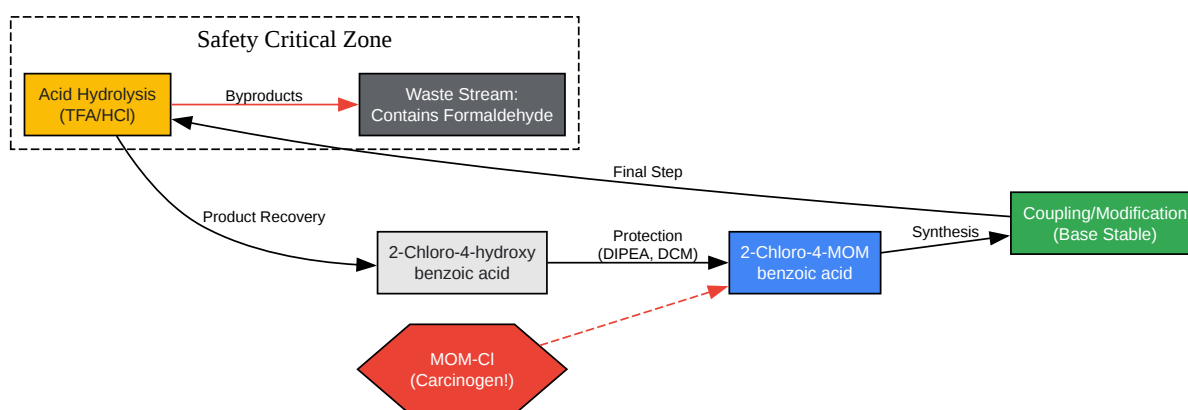 Safety Critical Zone
Acid Hydrolysis
(TFA/HCl)
Byproducts
Waste Stream:
Contains Formaldehyde
Final Step
Product Recovery
Coupling/Modification
(Base Stable)
2-Chloro-4-hydroxy
benzoic acid
Protection
(DIPEA, DCM)
2-Chloro-4-MOM
benzoic acid
Synthesis
MOM-Cl
(Carcinogen!)